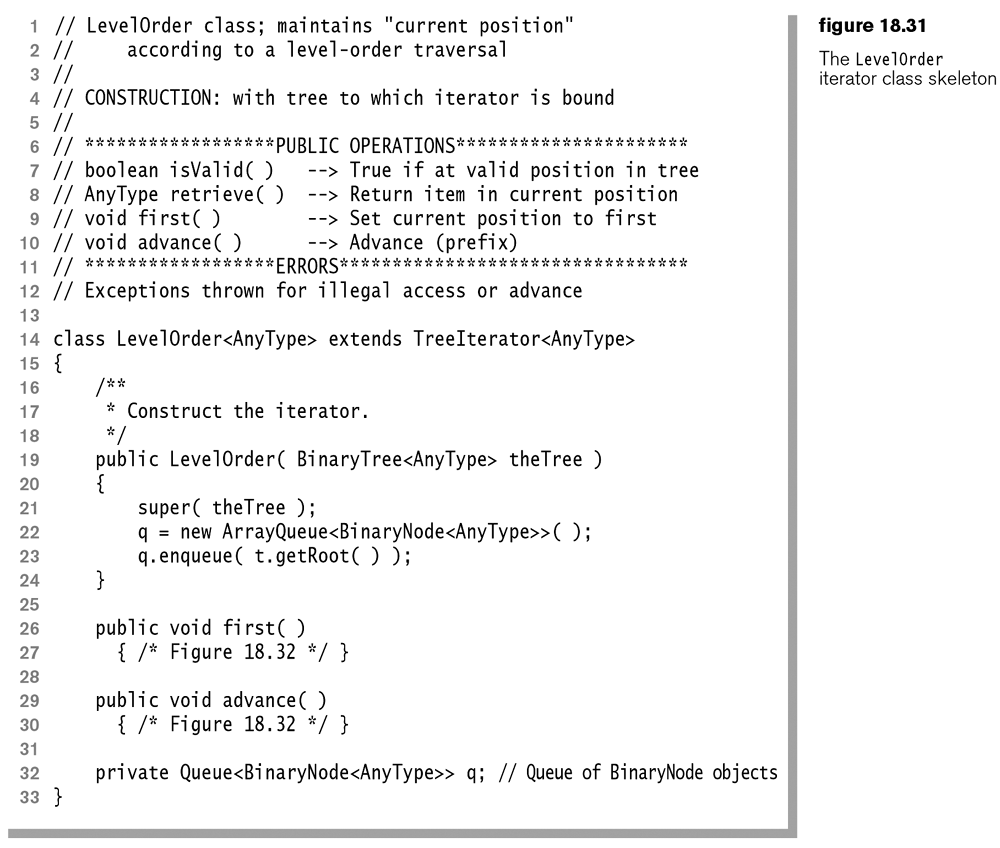 1 // LevelOrder class; maintains "current position"
2 //     according to a level-order traversal
3 //
4 // CONSTRUCTION: with tree to which iterator is bound
5 //
6 // ******************PUBLIC OPERATIONS**********************
7 // boolean isValid( )   --> True if at valid position in tree
8 // AnyType retrieve( )  --> Return item in current position
9 // void first( )        --> Set current position to first
10 // void advance( )      --> Advance (prefix)
11 // ******************ERRORS*********************************
12 // Exceptions thrown for illegal access or advance
13
14 class LevelOrder<AnyType> extends TreeIterator<AnyType>
15 {
16     /**
17      * Construct the iterator.
18      */
19     public LevelOrder( BinaryTree<AnyType> theTree )
20     {
21         super( theTree );
22         q = new ArrayQueue<BinaryNode<AnyType>>( );
23         q.enqueue( t.getRoot( ) );
24     }
25
26     public void first( )
27       { /* Figure 18.32 */ }
28
29     public void advance( )
30       { /* Figure 18.32 */ }
31
32     private Queue<BinaryNode<AnyType>> q; // Queue of BinaryNode objects
33 }
figure 18.31
The LevelOrder
iterator class skeleton